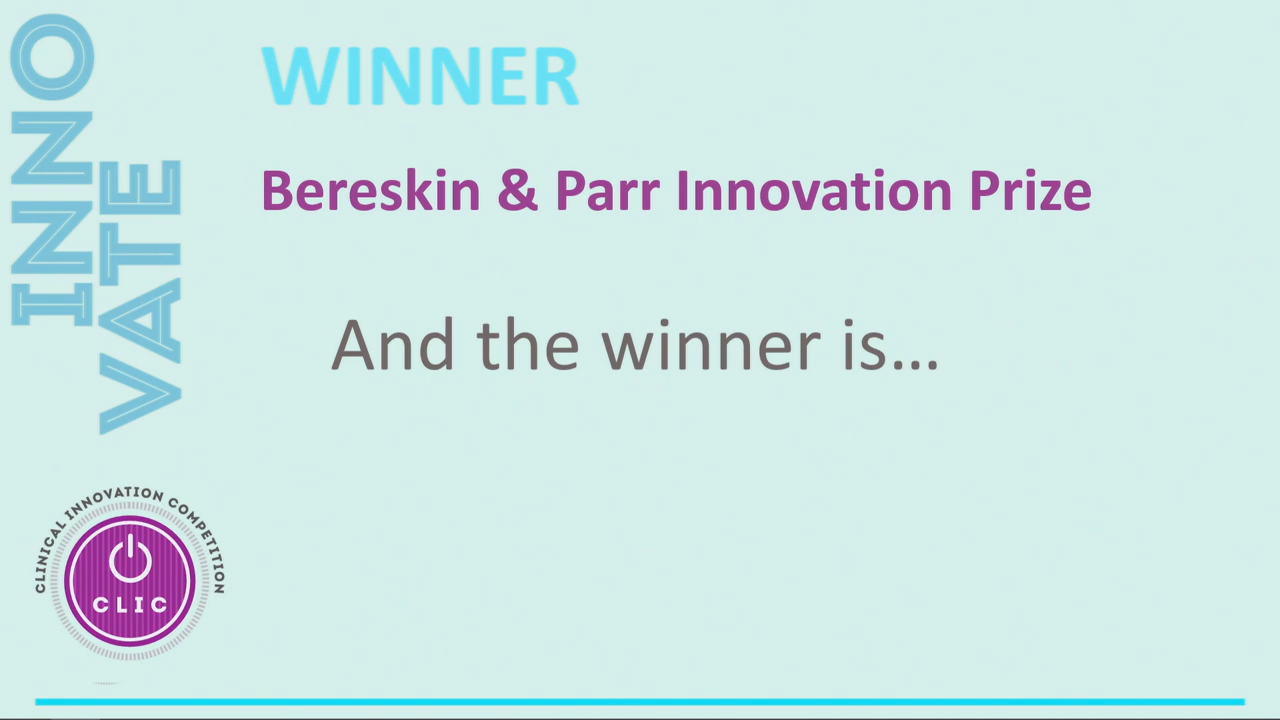 INNO
VATE
WINNER
Bereskin & Parr Innovation Prize
And the winner is...
CLINICAL INNOVATION COMPETITION
CLIC